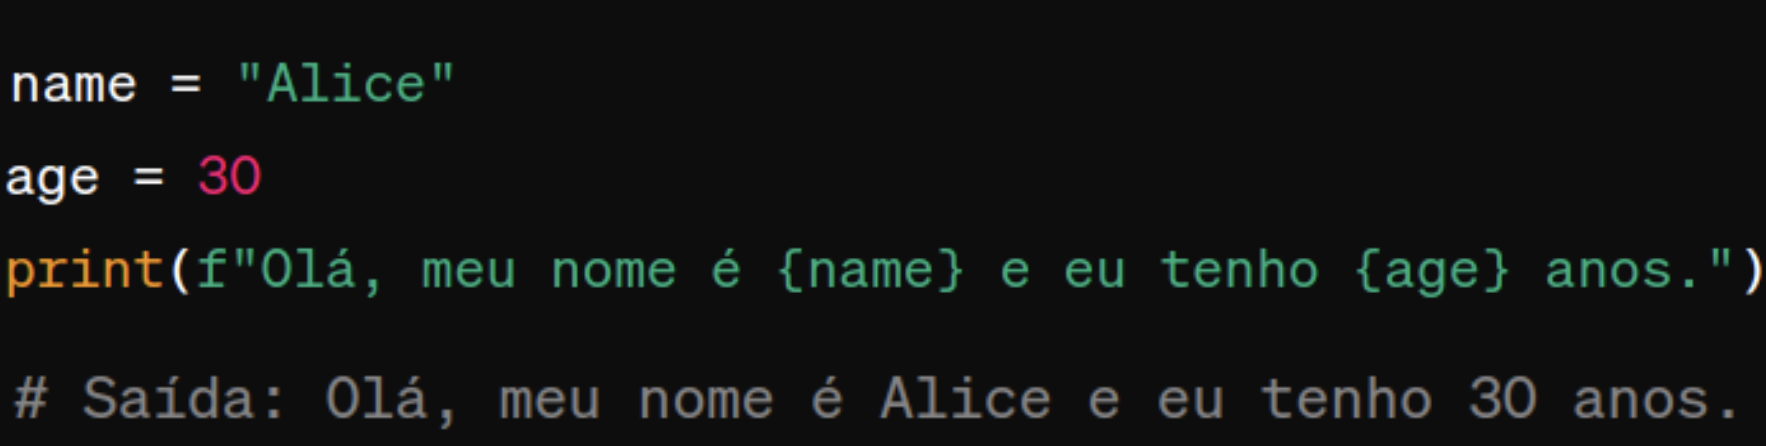 name = "Alice"
age = 30
print(f"Olá, meu nome é {name} e eu tenho {age} anos.")
# Saída: Olá, meu nome é Alice e eu tenho 30 anos.